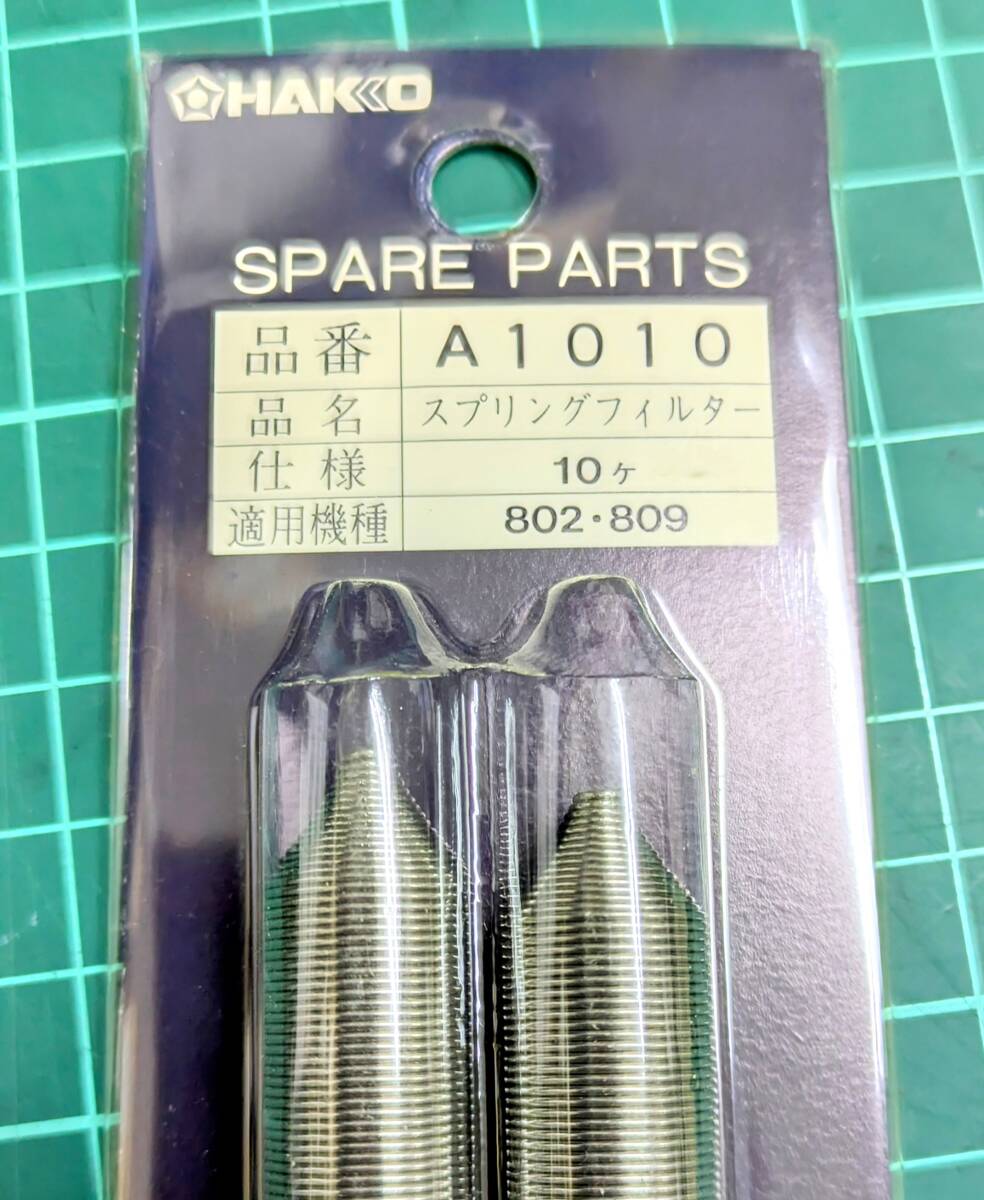 HAKKO
SPARE PARTS
品番 A1010
品名 スプリングフィルター
仕様 10ヶ
適用機種 802・809